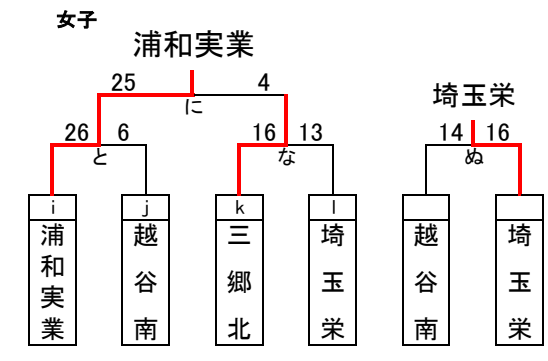 女子
浦和実業
25 4
に
埼玉栄
26 6
と
16 13
な
14 16
ぬ
i j k l
浦和実業
越谷南
三郷北
埼玉栄
越谷南
埼玉栄